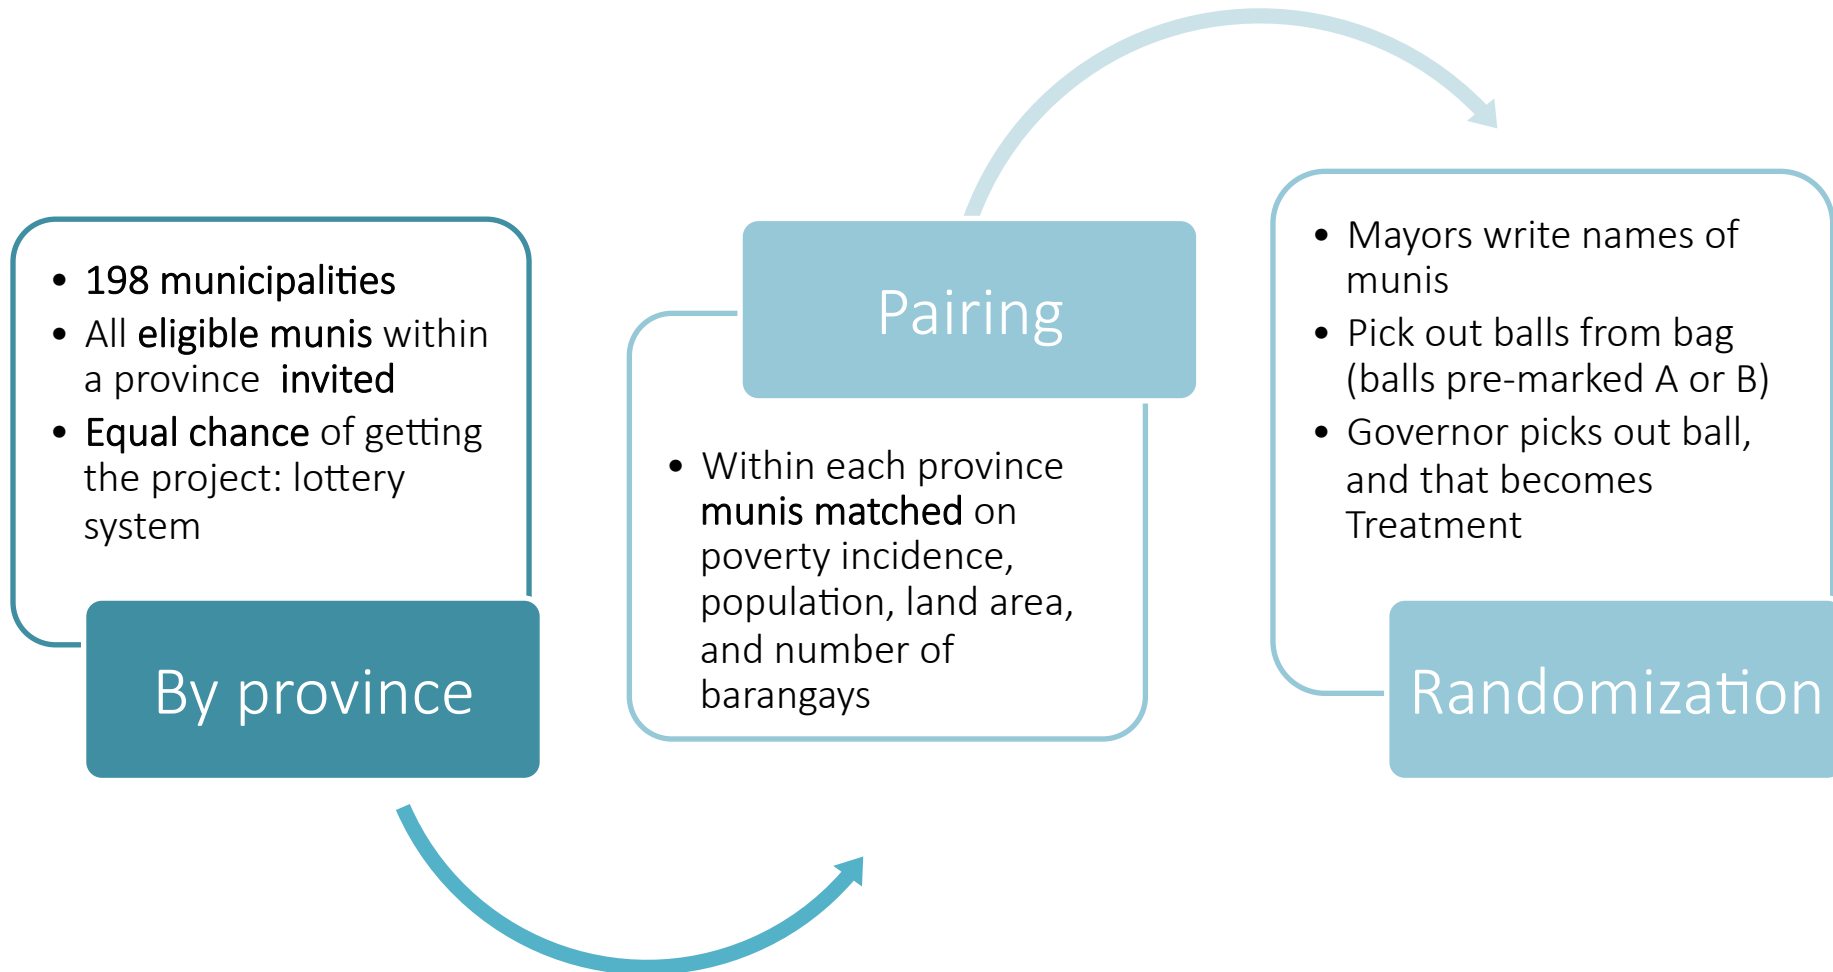 • 198 municipalities
• All eligible munis within
a province invited
• Equal chance of getting
the project: lottery
system
By province
Pairing
• Within each province
munis matched on
poverty incidence,
population, land area,
and number of
barangays
• Mayors write names of
munis
• Pick out balls from bag
(balls pre-marked A or B)
• Governor picks out ball,
and that becomes
Treatment
Randomization